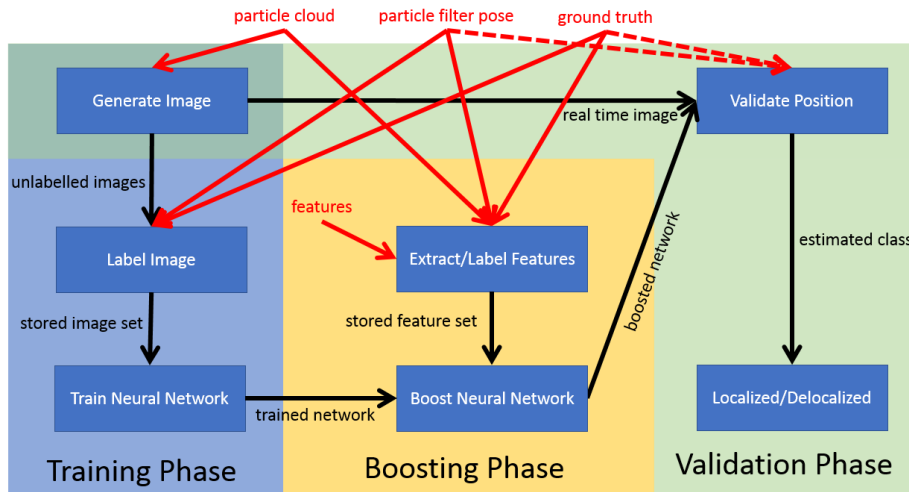 particle cloud
particle filter pose
ground truth
Generate Image
Validate Position
real time image
unlabelled images
features
Label Image
Extract/Label Features
estimated class
boosted network
stored image set
stored feature set
Train Neural Network
trained network
Boost Neural Network
Localized/Delocalized
Training Phase
Boosting Phase
Validation Phase